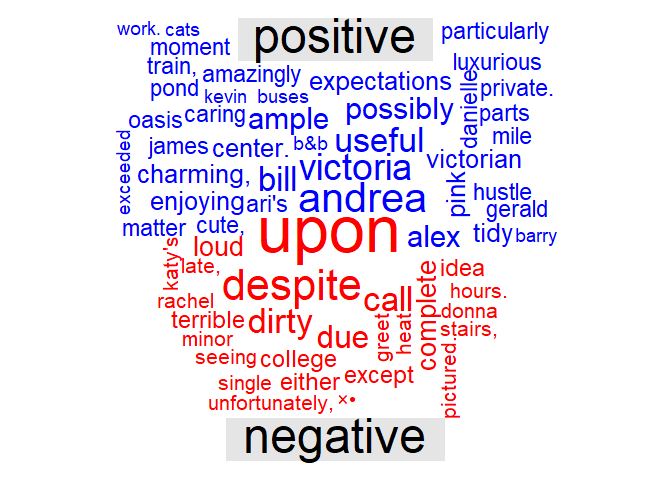 positive
work. cats
particularly
moment
luxurious
train, amazingly
expectations
pond
private.
kevin buses
danielle
oasis caring
ample
possibly
parts
mile
exceeded
james center.
b&b
useful
charming,
bill
victoria
victorian
enjoying
ari's
andrea
pink
hustle
gerald
matter
cute,
alex
tidy barry
upon
katy's
loud
late,
despite
call
complete
idea
hours.
rachel
donna
terrible
dirty
due
greet
heat
stairs,
minor
seeing college
except
pictured.
single either
unfortunately, ×•
negative